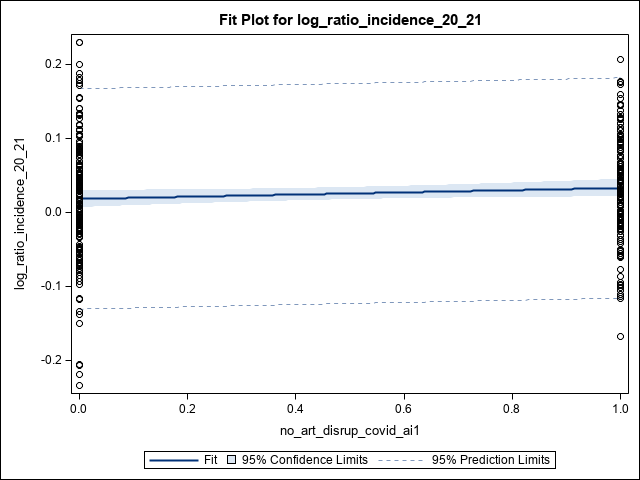 Fit Plot for log_ratio_incidence_20_21
log_ratio_incidence_20_21
0.2
0.1
0.0
-0.1
-0.2
0.0 0.2 0.4 0.6 0.8 1.0
no_art_disrup_covid_ai1
Fit 95% Confidence Limits 95% Prediction Limits